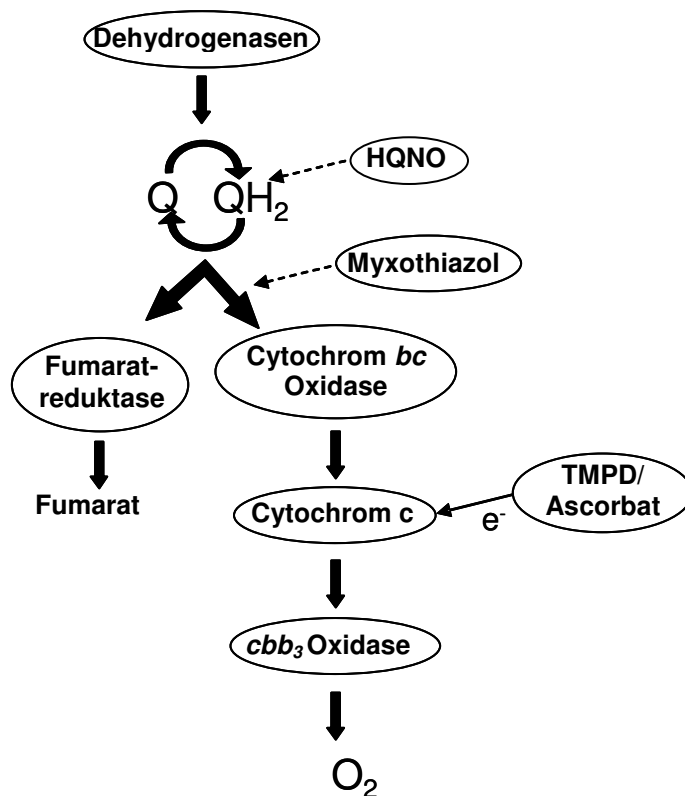 Dehydrogenasen
HQNO
Q QH₂
Myxothiazol
Fumarat-
reduktase
Cytochrom bc
Oxidase
Fumarat
Cytochrom c
TMPD/
Ascorbat
e⁻
cbb₃ Oxidase
O₂